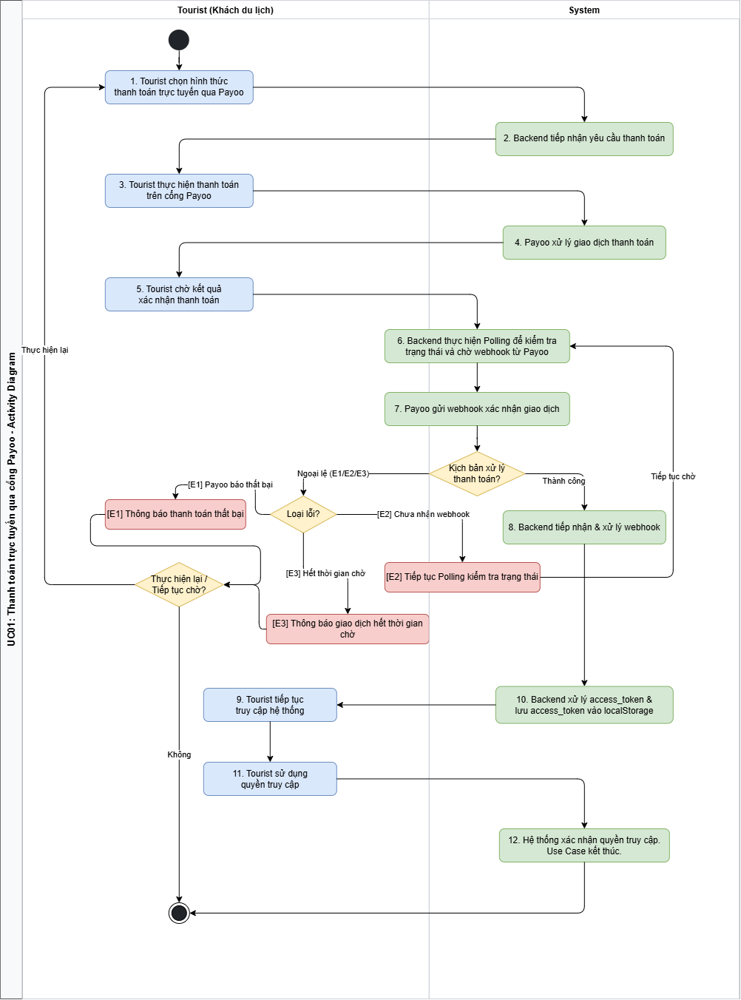 Tourist (Khách du lịch)
System
UC01: Thanh toán trực tuyến qua cổng Payoo - Activity Diagram
1. Tourist chọn hình thức
thanh toán trực tuyến qua Payoo
2. Backend tiếp nhận yêu cầu thanh toán
3. Tourist thực hiện thanh toán
trên cổng Payoo
4. Payoo xử lý giao dịch thanh toán
5. Tourist chờ kết quả
xác nhận thanh toán
6. Backend thực hiện Polling để kiểm tra
trạng thái và chờ webhook từ Payoo
Thực hiện lại
7. Payoo gửi webhook xác nhận giao dịch
Kịch bản xử lý
thanh toán?
Ngoại lệ (E1/E2/E3)
Thành công
Tiếp tục chờ
[E1] Payoo báo thất bại
[E1] Thông báo thanh toán thất bại
Loại lỗi?
[E2] Chưa nhận webhook
8. Backend tiếp nhận & xử lý webhook
[E3] Hết thời gian chờ
[E2] Tiếp tục Polling kiểm tra trạng thái
Thực hiện lại /
Tiếp tục chờ?
[E3] Thông báo giao dịch hết thời gian
chờ
9. Tourist tiếp tục
truy cập hệ thống
10. Backend xử lý access_token &
lưu access_token vào localStorage
Không
11. Tourist sử dụng
quyền truy cập
12. Hệ thống xác nhận quyền truy cập.
Use Case kết thúc.